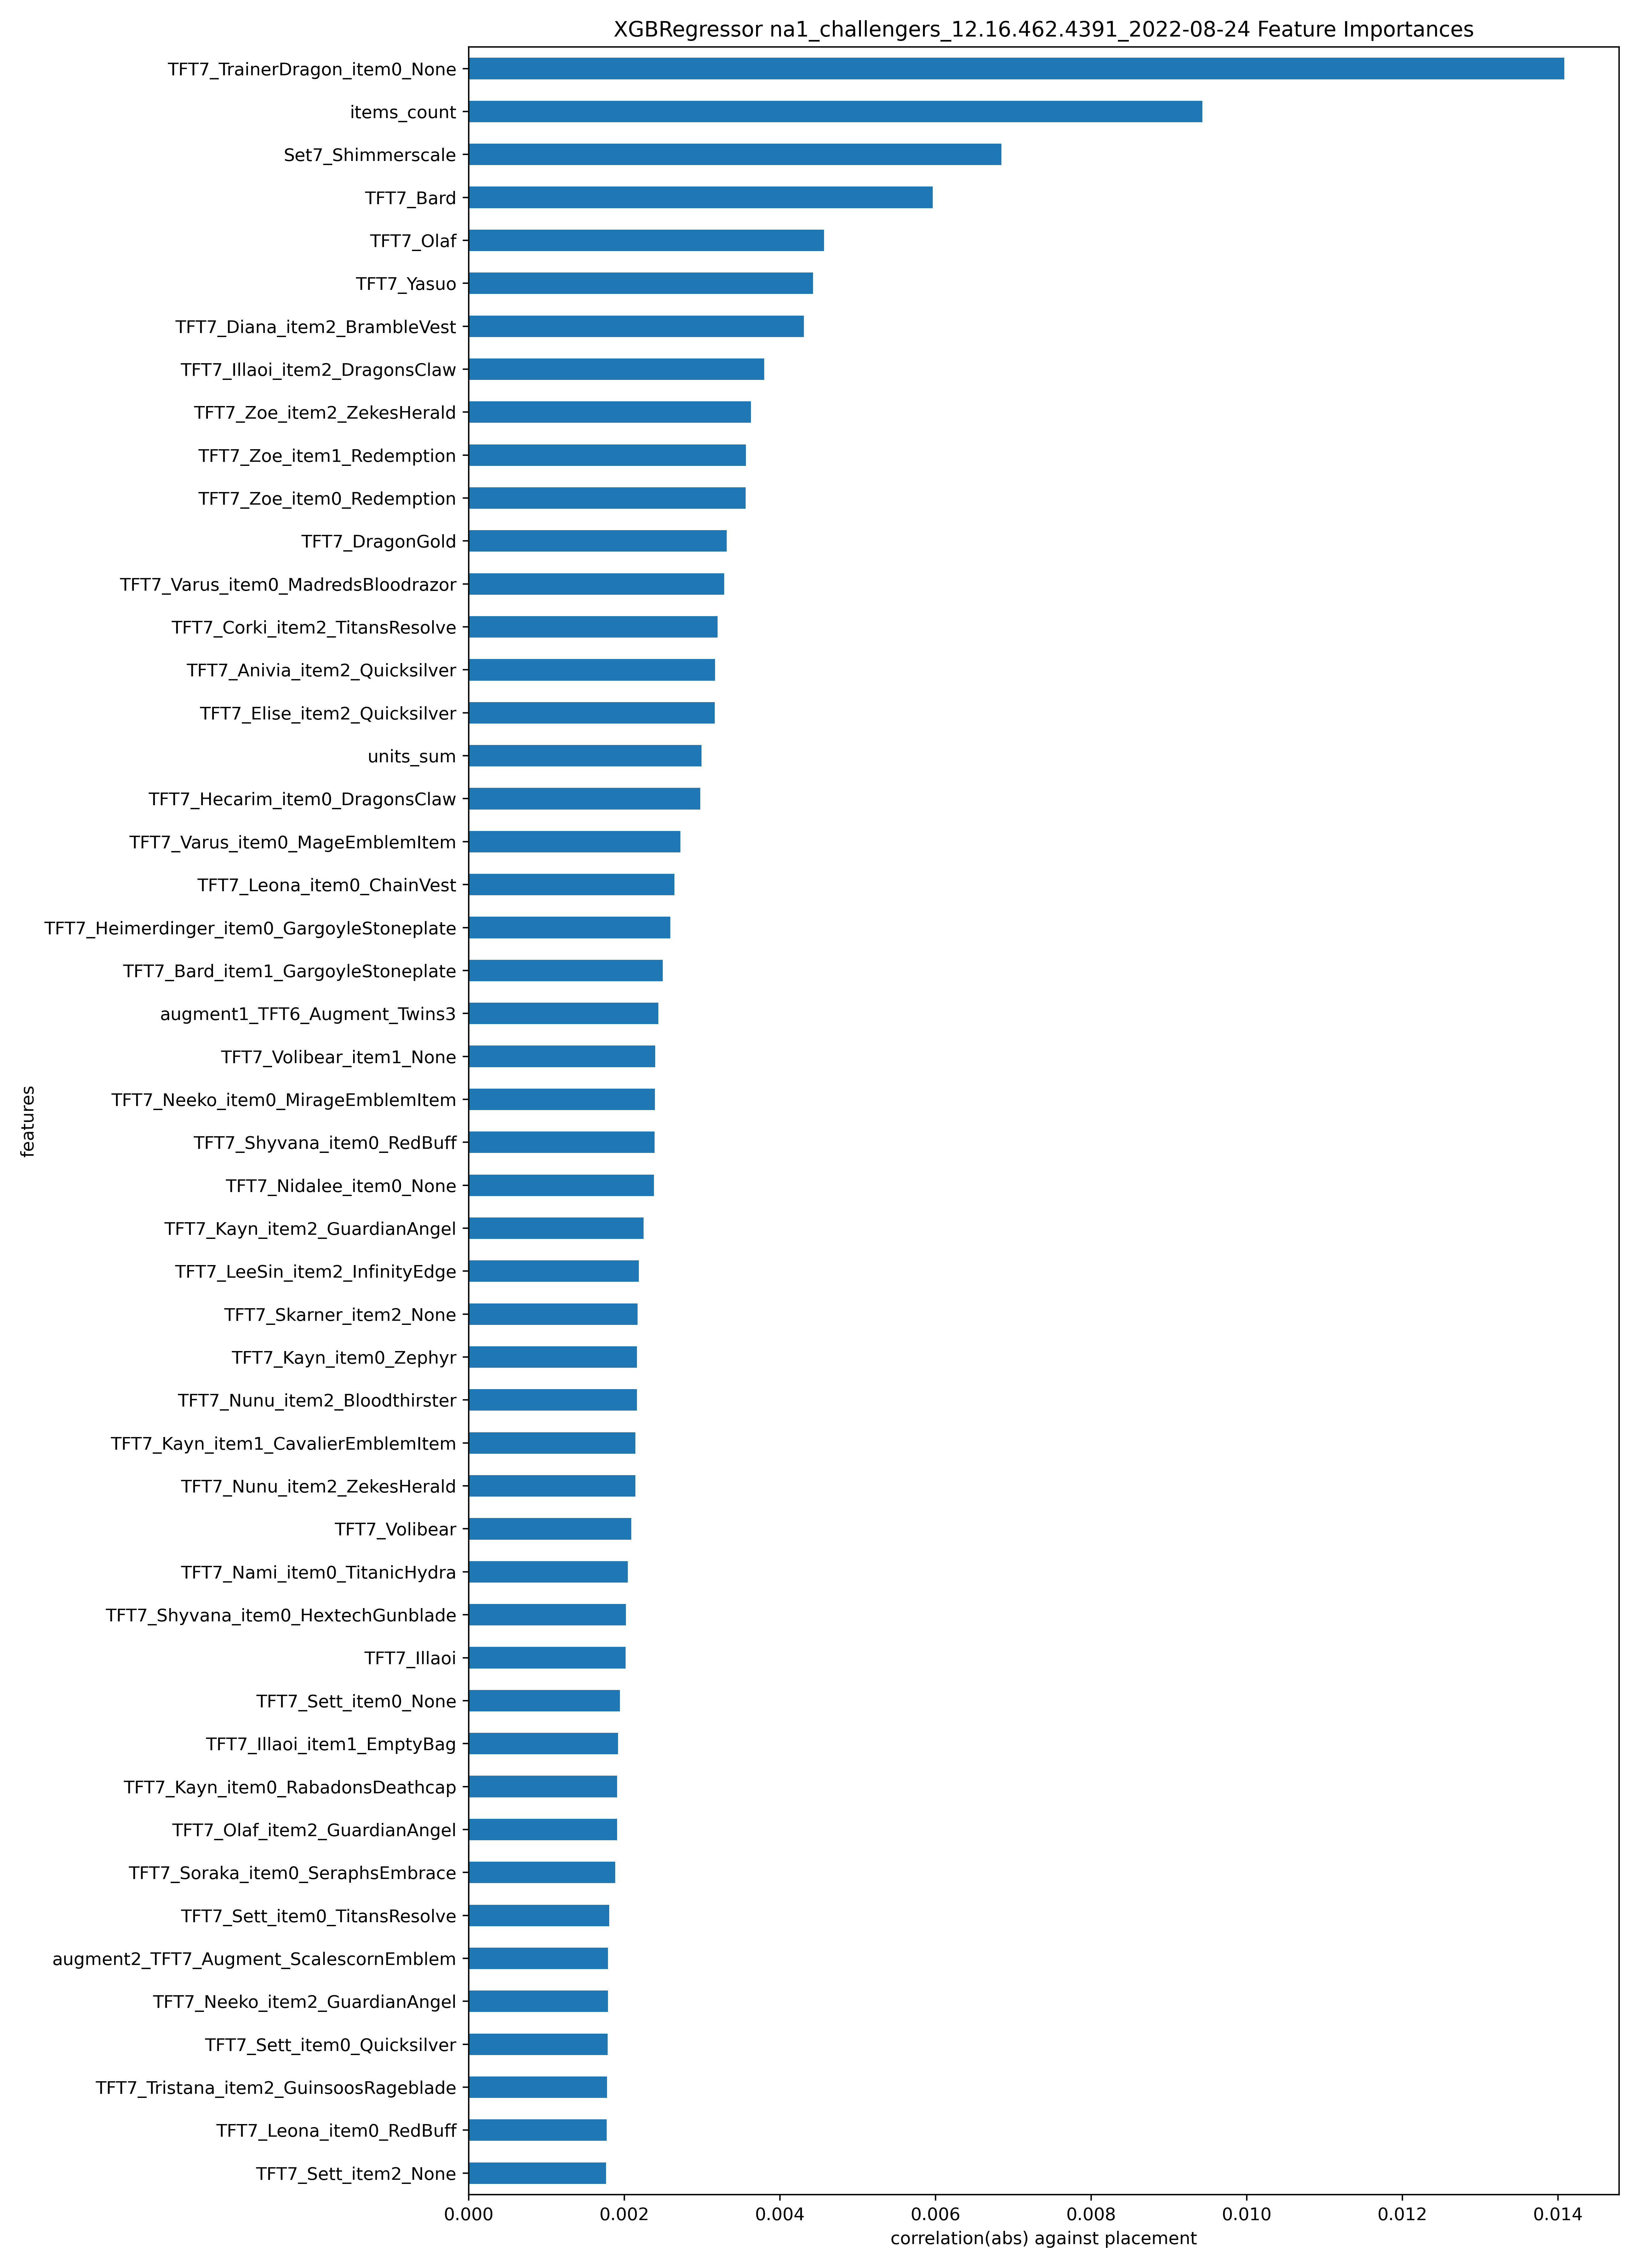 XGBRegressor na1_challengers_12.16.462.4391_2022-08-24 Feature Importances
TFT7_TrainerDragon_item0_None
items_count
Set7_Shimmerscale
TFT7_Bard
TFT7_Olaf
TFT7_Yasuo
TFT7_Diana_item2_BrambleVest
TFT7_Illaoi_item2_DragonsClaw
TFT7_Zoe_item2_ZekesHerald
TFT7_Zoe_item1_Redemption
TFT7_Zoe_item0_Redemption
TFT7_DragonGold
TFT7_Varus_item0_MadredsBloodrazor
TFT7_Corki_item2_TitansResolve
TFT7_Anivia_item2_Quicksilver
TFT7_Elise_item2_Quicksilver
units_sum
TFT7_Hecarim_item0_DragonsClaw
TFT7_Varus_item0_MageEmblemItem
TFT7_Leona_item0_ChainVest
TFT7_Heimerdinger_item0_GargoyleStoneplate
TFT7_Bard_item1_GargoyleStoneplate
augment1_TFT6_Augment_Twins3
TFT7_Volibear_item1_None
TFT7_Neeko_item0_MirageEmblemItem
TFT7_Shyvana_item0_RedBuff
TFT7_Nidalee_item0_None
TFT7_Kayn_item2_GuardianAngel
TFT7_LeeSin_item2_InfinityEdge
TFT7_Skarner_item2_None
TFT7_Kayn_item0_Zephyr
TFT7_Nunu_item2_Bloodthirster
TFT7_Kayn_item1_CavalierEmblemItem
TFT7_Nunu_item2_ZekesHerald
TFT7_Volibear
TFT7_Nami_item0_TitanicHydra
TFT7_Shyvana_item0_HextechGunblade
TFT7_Illaoi
TFT7_Sett_item0_None
TFT7_Illaoi_item1_EmptyBag
TFT7_Kayn_item0_RabadonsDeathcap
TFT7_Olaf_item2_GuardianAngel
TFT7_Soraka_item0_SeraphsEmbrace
TFT7_Sett_item0_TitansResolve
augment2_TFT7_Augment_ScalescornEmblem
TFT7_Neeko_item2_GuardianAngel
TFT7_Sett_item0_Quicksilver
TFT7_Tristana_item2_GuinsoosRageblade
TFT7_Leona_item0_RedBuff
TFT7_Sett_item2_None
features
0.000 0.002 0.004 0.006 0.008 0.010 0.012 0.014
correlation(abs) against placement